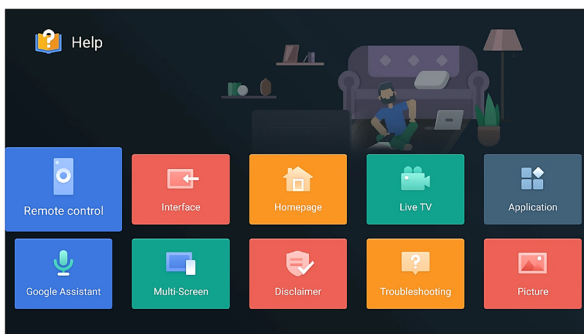 Help
Remote control
Interface
Homepage
Live TV
Application
Google Assistant
Multi-Screen
Disclaimer
Troubleshooting
Picture